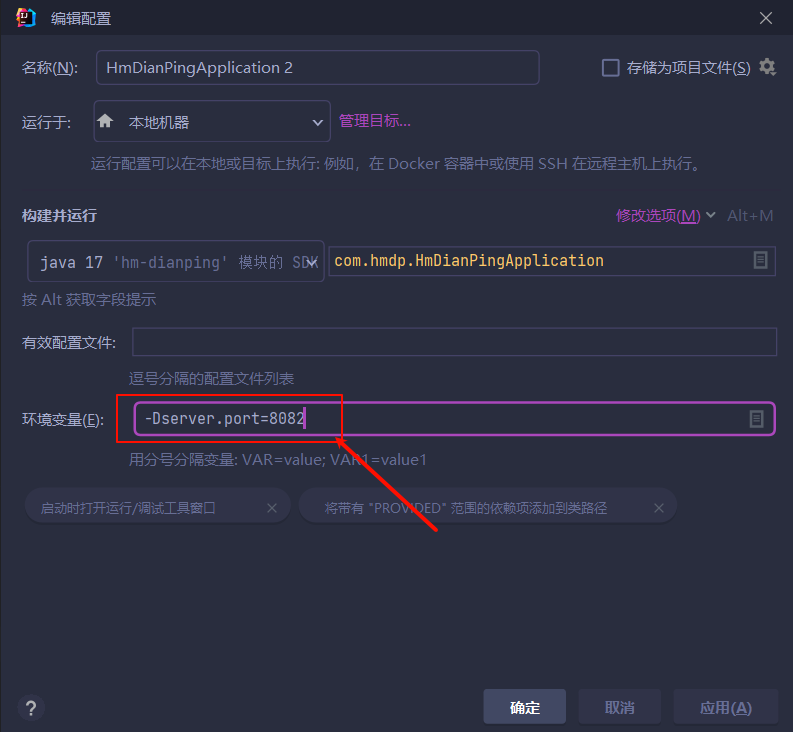 编辑配置
名称(N): HmDianPingApplication 2 存储为项目文件(S)
运行于: 本地机器 管理目标...
运行配置可以在本地或目标上执行: 例如，在 Docker 容器中或使用 SSH 在远程主机上执行。
构建并运行 修改选项(M) Alt+M
java 17 'hm-dianping' 模块的 SDK com.hmdp.HmDianPingApplication
按 Alt 获取字段提示
有效配置文件:
逗号分隔的配置文件列表
环境变量(E): -Dserver.port=8082
用分号分隔变量: VAR=value; VAR1=value1
启动时打开运行/调试工具窗口 将带有 "PROVIDED" 范围的依赖项添加到类路径
? 确定 取消 应用(A)